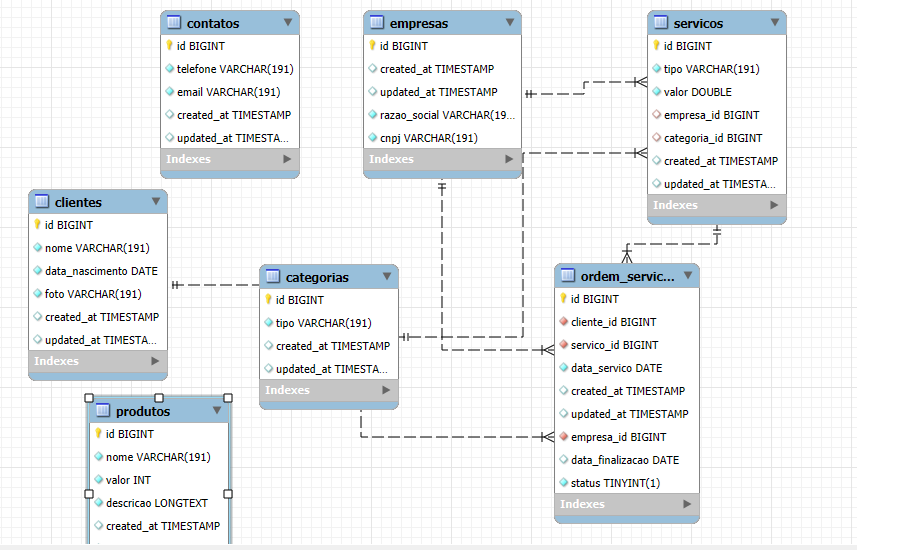 contatos
id BIGINT
telefone VARCHAR(191)
email VARCHAR(191)
created_at TIMESTAMP
updated_at TIMESTA...
Indexes
empresas
id BIGINT
created_at TIMESTAMP
updated_at TIMESTAMP
razao_social VARCHAR(19...
cnpj VARCHAR(191)
Indexes
servicos
id BIGINT
tipo VARCHAR(191)
valor DOUBLE
empresa_id BIGINT
categoria_id BIGINT
created_at TIMESTAMP
updated_at TIMESTA...
Indexes
clientes
id BIGINT
nome VARCHAR(191)
data_nascimento DATE
foto VARCHAR(191)
created_at TIMESTAMP
updated_at TIMESTA...
Indexes
categorias
id BIGINT
tipo VARCHAR(191)
created_at TIMESTAMP
updated_at TIMESTA...
Indexes
ordem_servic...
id BIGINT
cliente_id BIGINT
servico_id BIGINT
data_servico DATE
created_at TIMESTAMP
updated_at TIMESTAMP
empresa_id BIGINT
data_finalizacao DATE
status TINYINT(1)
Indexes
produtos
id BIGINT
nome VARCHAR(191)
valor INT
descricao LONGTEXT
created_at TIMESTAMP